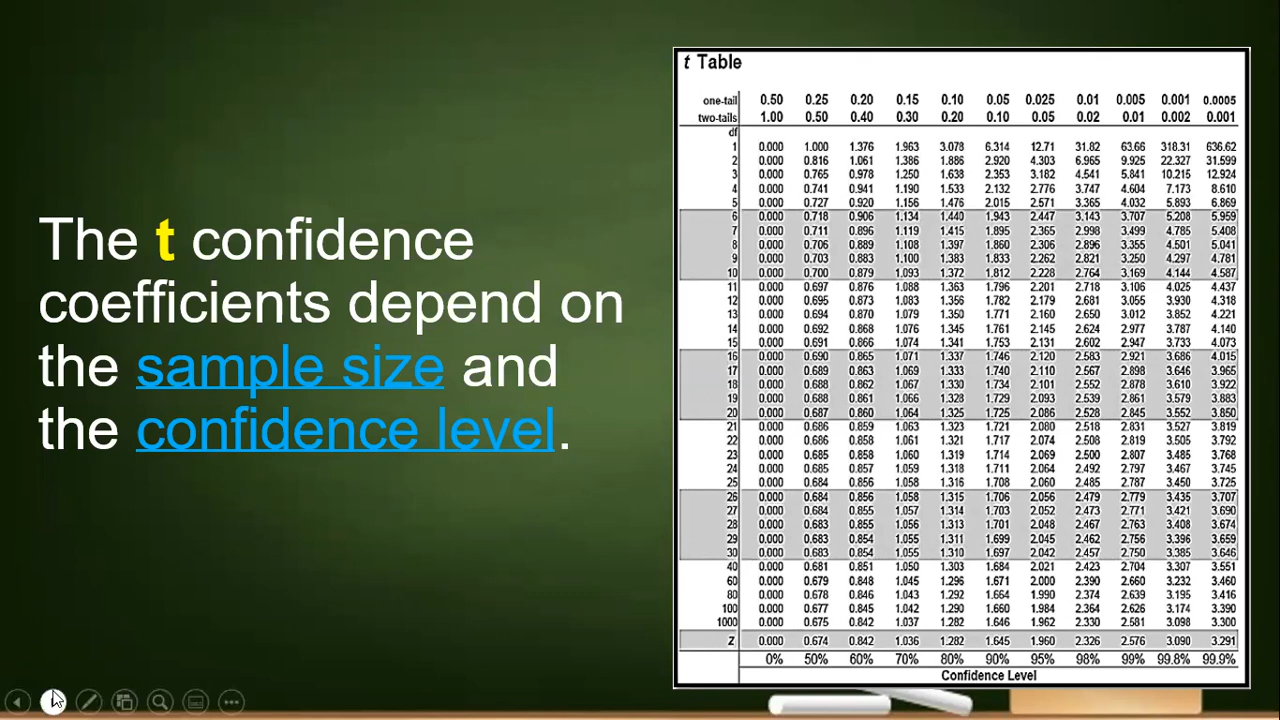 The t confidence
coefficients depend on
the sample size and
the confidence level.
t Table
one-tail 0.50 0.25 0.20 0.15 0.10 0.05 0.025 0.01 0.005 0.001 0.0005
two-tails 1.00 0.50 0.40 0.30 0.20 0.10 0.05 0.02 0.01 0.002 0.001
df
1 0.000 1.000 1.376 1.963 3.078 6.314 12.71 31.82 63.66 318.31 636.62
2 0.000 0.816 1.061 1.386 1.886 2.920 4.303 6.965 9.925 22.327 31.599
3 0.000 0.765 0.978 1.250 1.638 2.353 3.182 4.541 5.841 10.215 12.924
4 0.000 0.741 0.941 1.190 1.533 2.132 2.776 3.747 4.604 7.173 8.610
5 0.000 0.727 0.920 1.156 1.476 2.015 2.571 3.365 4.032 5.893 6.869
6 0.000 0.718 0.906 1.134 1.440 1.943 2.447 3.143 3.707 5.208 5.959
7 0.000 0.711 0.896 1.119 1.415 1.895 2.365 2.998 3.499 4.785 5.408
8 0.000 0.706 0.889 1.108 1.397 1.860 2.306 2.896 3.355 4.501 5.041
9 0.000 0.703 0.883 1.100 1.383 1.833 2.262 2.821 3.250 4.297 4.781
10 0.000 0.700 0.879 1.093 1.372 1.812 2.228 2.764 3.169 4.144 4.587
11 0.000 0.697 0.876 1.088 1.363 1.796 2.201 2.718 3.106 4.025 4.437
12 0.000 0.695 0.873 1.083 1.356 1.782 2.179 2.681 3.055 3.930 4.318
13 0.000 0.694 0.870 1.079 1.350 1.771 2.160 2.650 3.012 3.852 4.221
14 0.000 0.692 0.868 1.076 1.345 1.761 2.145 2.624 2.977 3.787 4.140
15 0.000 0.691 0.866 1.074 1.341 1.753 2.131 2.602 2.947 3.733 4.073
16 0.000 0.690 0.865 1.071 1.337 1.746 2.120 2.583 2.921 3.686 4.015
17 0.000 0.689 0.863 1.069 1.333 1.740 2.110 2.567 2.898 3.646 3.965
18 0.000 0.688 0.862 1.067 1.330 1.734 2.101 2.552 2.878 3.610 3.922
19 0.000 0.688 0.861 1.066 1.328 1.729 2.093 2.539 2.861 3.579 3.883
20 0.000 0.687 0.860 1.064 1.325 1.725 2.086 2.528 2.845 3.552 3.850
21 0.000 0.686 0.859 1.063 1.323 1.721 2.080 2.518 2.831 3.527 3.819
22 0.000 0.686 0.858 1.061 1.321 1.717 2.074 2.508 2.819 3.505 3.792
23 0.000 0.685 0.858 1.060 1.319 1.714 2.069 2.500 2.807 3.485 3.768
24 0.000 0.685 0.857 1.059 1.318 1.711 2.064 2.492 2.797 3.467 3.745
25 0.000 0.684 0.856 1.058 1.316 1.708 2.060 2.485 2.787 3.450 3.725
26 0.000 0.684 0.856 1.058 1.315 1.706 2.056 2.479 2.779 3.435 3.707
27 0.000 0.684 0.855 1.057 1.314 1.703 2.052 2.473 2.771 3.421 3.690
28 0.000 0.683 0.855 1.056 1.313 1.701 2.048 2.467 2.763 3.408 3.674
29 0.000 0.683 0.854 1.055 1.311 1.699 2.045 2.462 2.756 3.396 3.659
30 0.000 0.683 0.854 1.055 1.310 1.697 2.042 2.457 2.750 3.385 3.646
40 0.000 0.681 0.851 1.050 1.303 1.684 2.021 2.423 2.704 3.307 3.551
60 0.000 0.679 0.848 1.045 1.296 1.671 2.000 2.390 2.660 3.232 3.460
80 0.000 0.678 0.846 1.043 1.292 1.664 1.990 2.374 2.639 3.195 3.416
100 0.000 0.677 0.845 1.042 1.290 1.660 1.984 2.364 2.626 3.174 3.390
1000 0.000 0.675 0.842 1.037 1.282 1.646 1.962 2.330 2.581 3.098 3.300
z 0.000 0.674 0.842 1.036 1.282 1.645 1.960 2.326 2.576 3.090 3.291
0% 50% 60% 70% 80% 90% 95% 98% 99% 99.8% 99.9%
Confidence Level